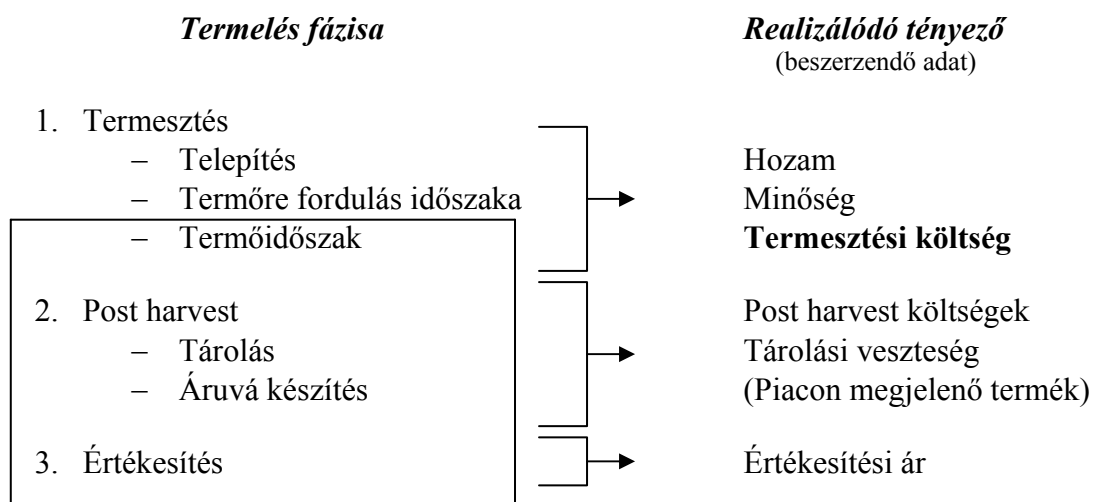 Termelés fázisa Realizálódó tényező
(beszerzendő adat)
1. Termesztés
– Telepítés Hozam
– Termőre fordulás időszaka Minőség
– Termőidőszak Termesztési költség
2. Post harvest Post harvest költségek
– Tárolás Tárolási veszteség
– Áruvá készítés (Piacon megjelenő termék)
3. Értékesítés Értékesítési ár